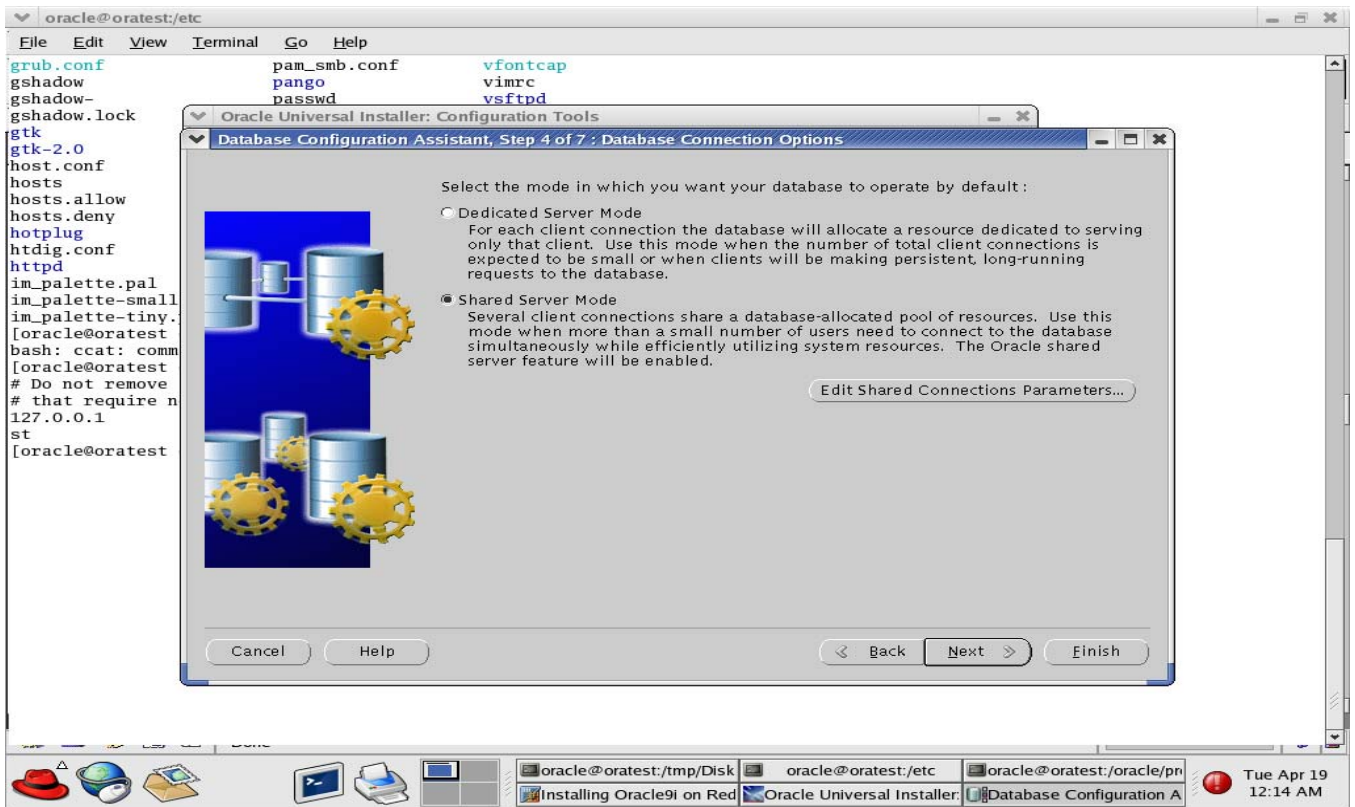 oracle@oratest:/etc
File Edit View Terminal Go Help
grub.conf pam_smb.conf vfontcap
gshadow pango vimrc
gshadow- passwd vsftpd
gshadow.lock
gtk
gtk-2.0
host.conf
hosts
hosts.allow
hosts.deny
hotplug
htdig.conf
httpd
im_palette.pal
im_palette-small
im_palette-tiny.
[oracle@oratest
bash: ccat: comm
[oracle@oratest
# Do not remove
# that require n
127.0.0.1
st
[oracle@oratest
Oracle Universal Installer: Configuration Tools
Database Configuration Assistant, Step 4 of 7 : Database Connection Options
Select the mode in which you want your database to operate by default :
Dedicated Server Mode
For each client connection the database will allocate a resource dedicated to serving
only that client. Use this mode when the number of total client connections is
expected to be small or when clients will be making persistent, long-running
requests to the database.
Shared Server Mode
Several client connections share a database-allocated pool of resources. Use this
mode when more than a small number of users need to connect to the database
simultaneously while efficiently utilizing system resources. The Oracle shared
server feature will be enabled.
Edit Shared Connections Parameters...
Cancel Help Back Next Finish
oracle@oratest:/tmp/Disk oracle@oratest:/etc oracle@oratest:/oracle/pr
Installing Oracle9i on Red Oracle Universal Installer: Database Configuration A
Tue Apr 19
12:14 AM